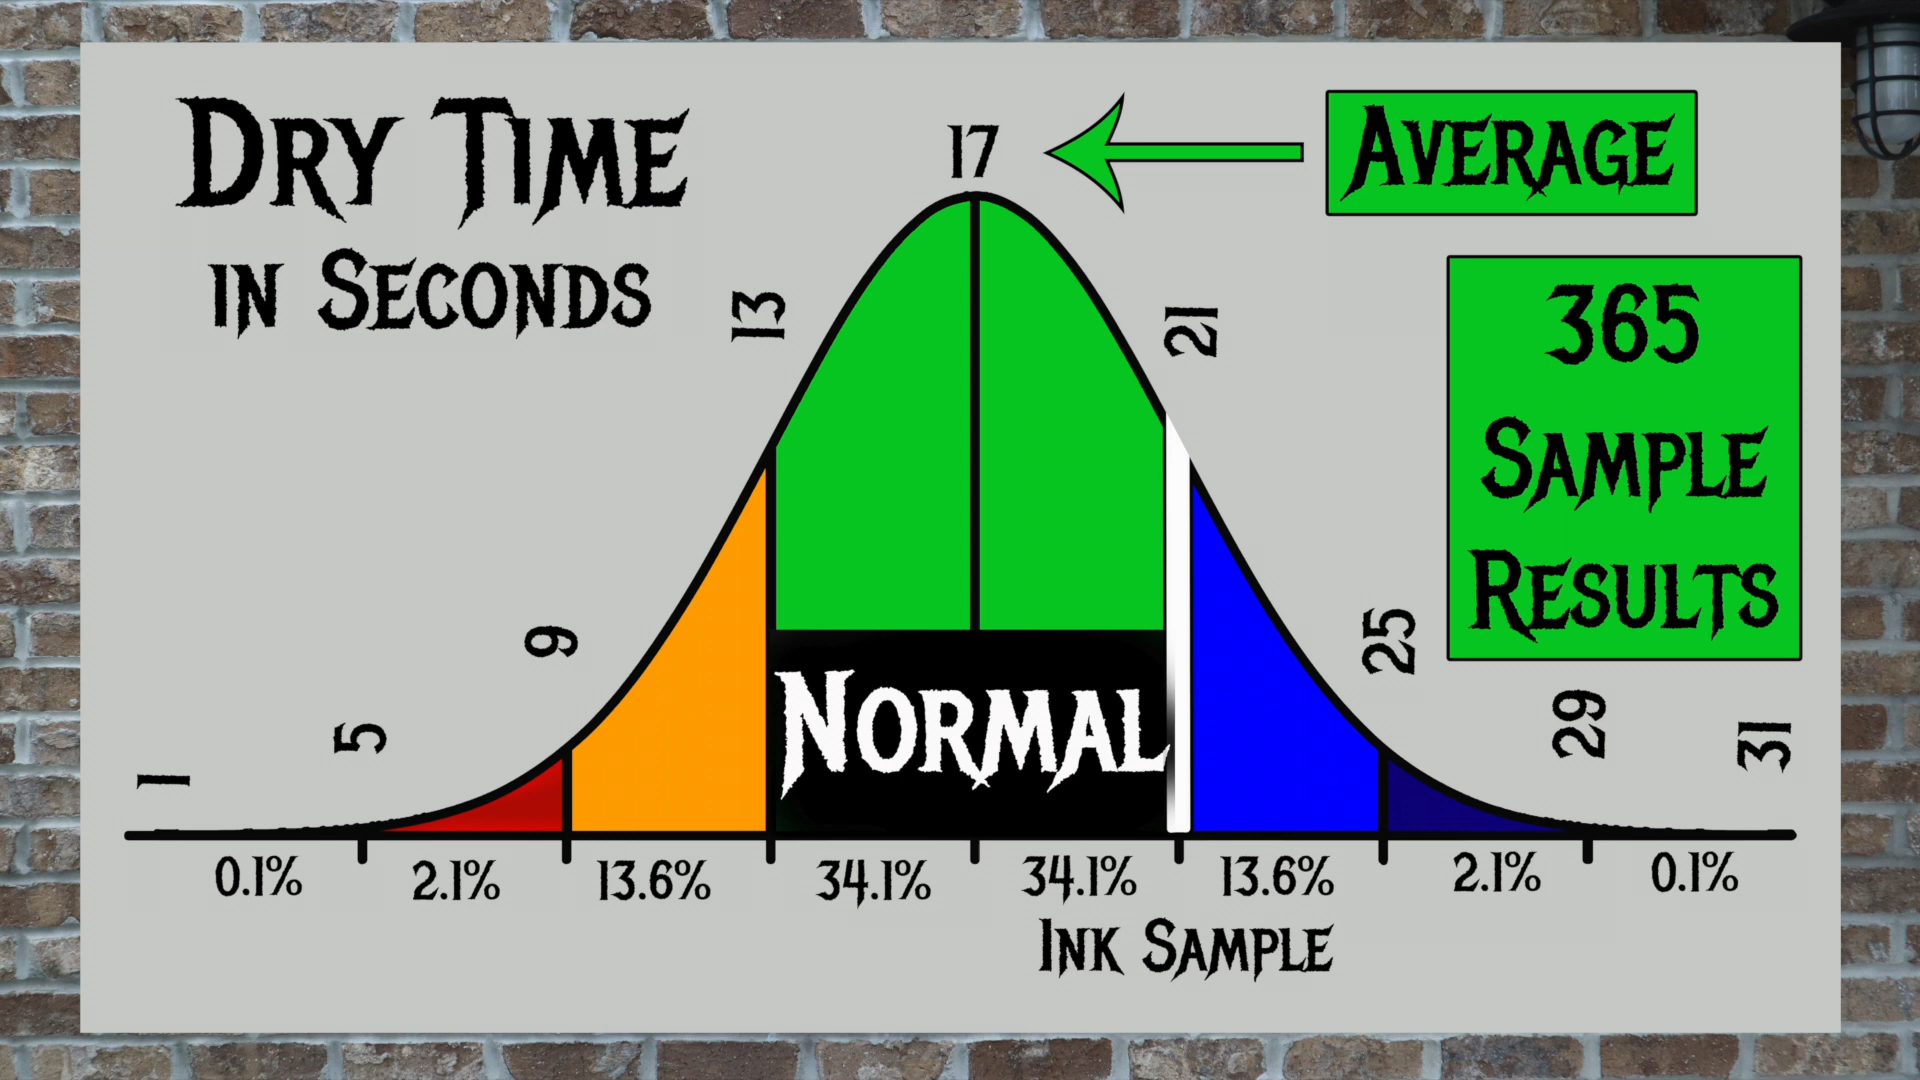 Dry Time
in Seconds
17
Average
365
Sample
Results
13
21
9
25
5
29
1
31
Normal
0.1%
2.1%
13.6%
34.1%
34.1%
13.6%
2.1%
0.1%
Ink Sample